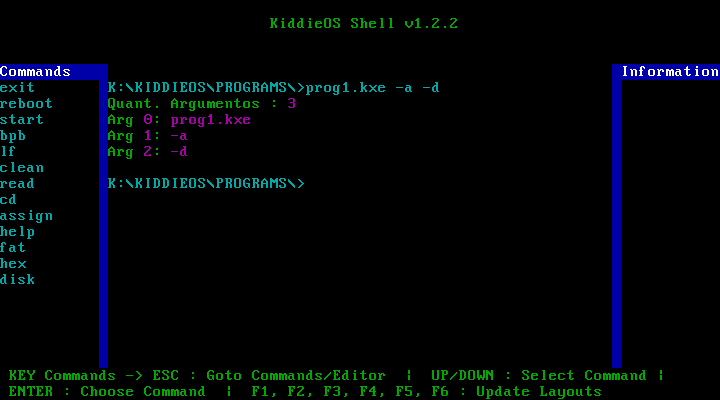 KiddieOS Shell v1.2.2
Commands
Information
exit
K:\KIDDIEOS\PROGRAMS\>prog1.kxe -a -d
reboot
Quant. Argumentos : 3
start
Arg 0: prog1.kxe
bpb
Arg 1: -a
lf
Arg 2: -d
clean
read
K:\KIDDIEOS\PROGRAMS\>
cd
assign
help
fat
hex
disk
KEY Commands -> ESC : Goto Commands/Editor | UP/DOWN : Select Command |
ENTER : Choose Command | F1, F2, F3, F4, F5, F6 : Update Layouts